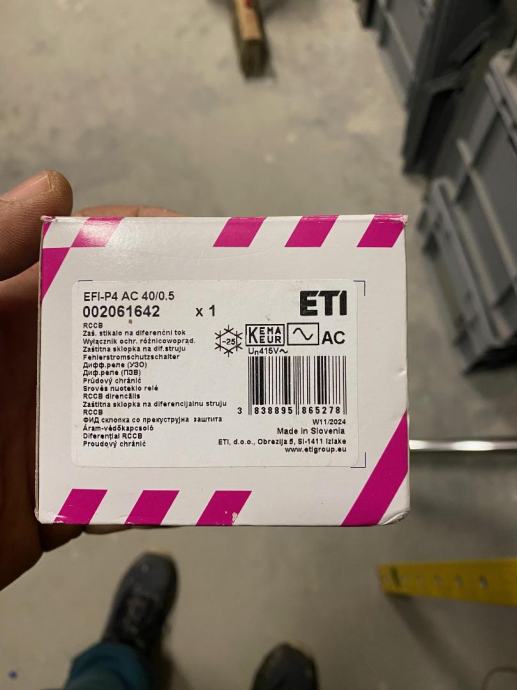 EFI-P4 AC 40/0.5
002061642 x 1
ETI
RCCB
Zaš. stikalo na diferenčni tok
Wyłącznik ochr. różnicowoprąd.
Zaštitna sklopka na dif.struju
Fehlerstromschutzschalter
Дифф.реле (УЗО)
Диф.реле (ПЗВ)
Prúdový chránič
Srovės nuotėkio relė
RCCB direncālis
Zaštitna sklopka na diferencijalnu struju
RCCB
ФИД склопка со прекуструјна заштита
Áram-védőkapcsoló
Diferenţial RCCB
Proudový chránič
-25
KEMA
KEUR
AC
Un415V~
3 838895 865278
W11/2024
Made in Slovenia
ETI, d.o.o., Obrezija 5, SI-1411 Izlake
www.etigroup.eu